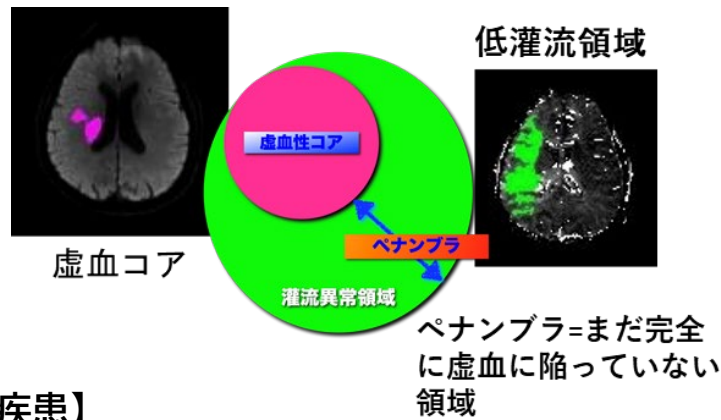 低灌流領域
虚血性コア
ペナンブラ
虚血コア
灌流異常領域
ペナンブラ=まだ完全
に虚血に陥っていない
領域
疾患】